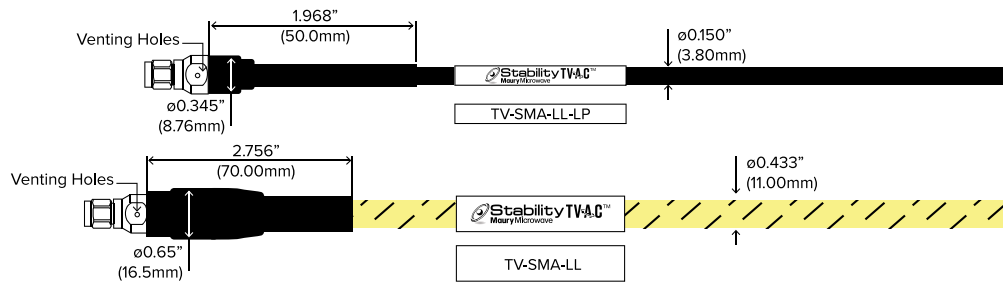 1.968”
(50.0mm)
Venting Holes
ø0.150”
(3.80mm)
Stability TV·A·C™
Maury Microwave
ø0.345”
(8.76mm)
TV-SMA-LL-LP
2.756”
(70.00mm)
Venting Holes
ø0.433”
(11.00mm)
Stability TV·A·C™
Maury Microwave
ø0.65”
(16.5mm)
TV-SMA-LL